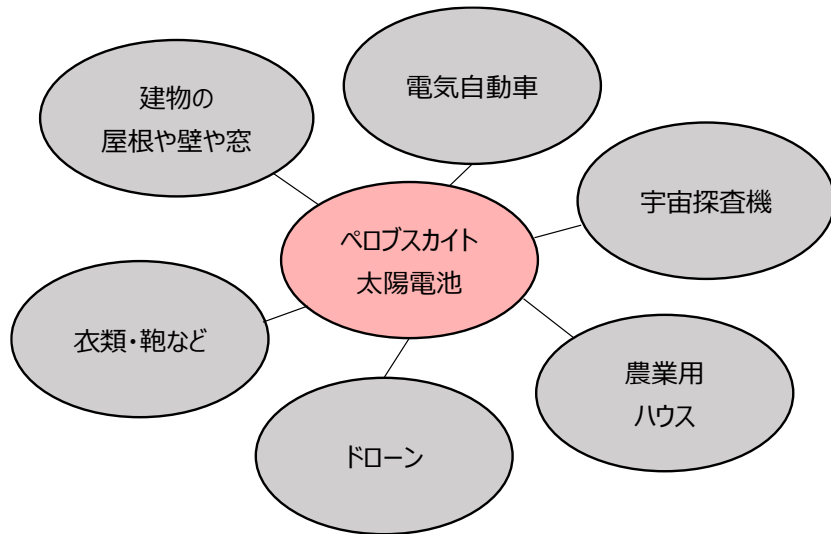 電気自動車
建物の
屋根や壁や窓
宇宙探査機
ペロブスカイト
太陽電池
衣類・鞄など
農業用
ハウス
ドローン